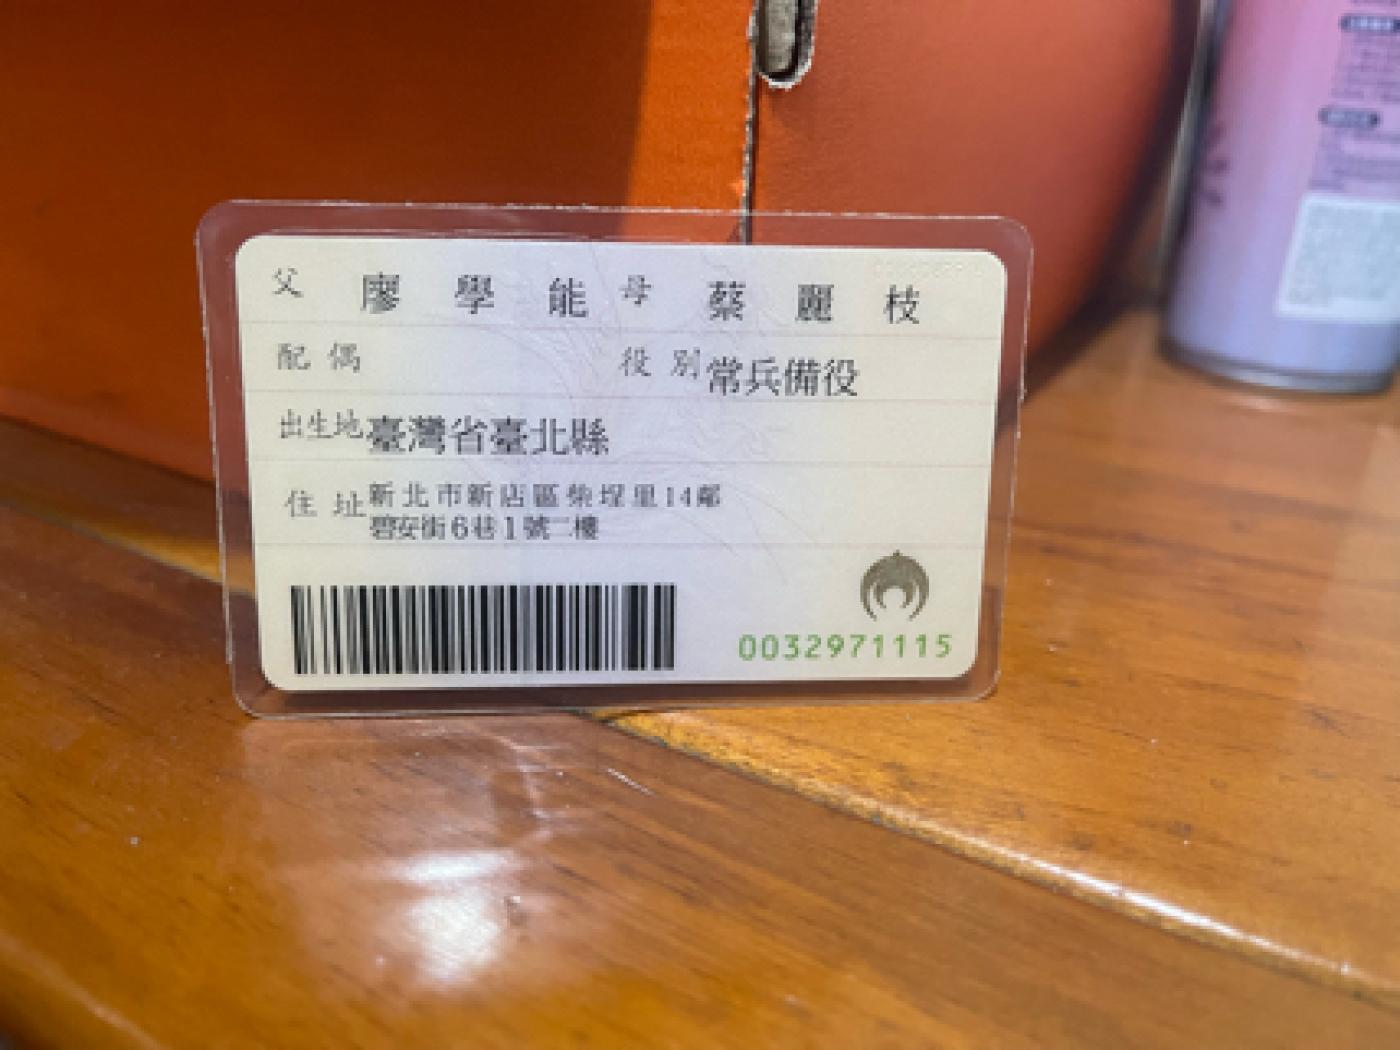 父 廖學能 母 蔡麗枝
配偶 役別 常兵備役
出生地 臺灣省臺北縣
住址 新北市新店區柴埕里14鄰
碧安街6巷1號二樓
0032971115